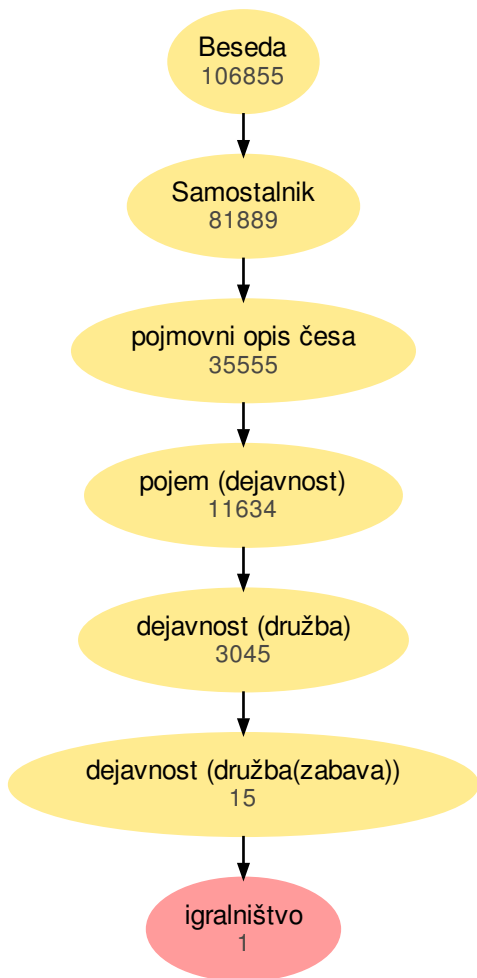 Beseda
106855
Samostalnik
81889
pojmovni opis česa
35555
pojem (dejavnost)
11634
dejavnost (družba)
3045
dejavnost (družba(zabava))
15
igralništvo
1